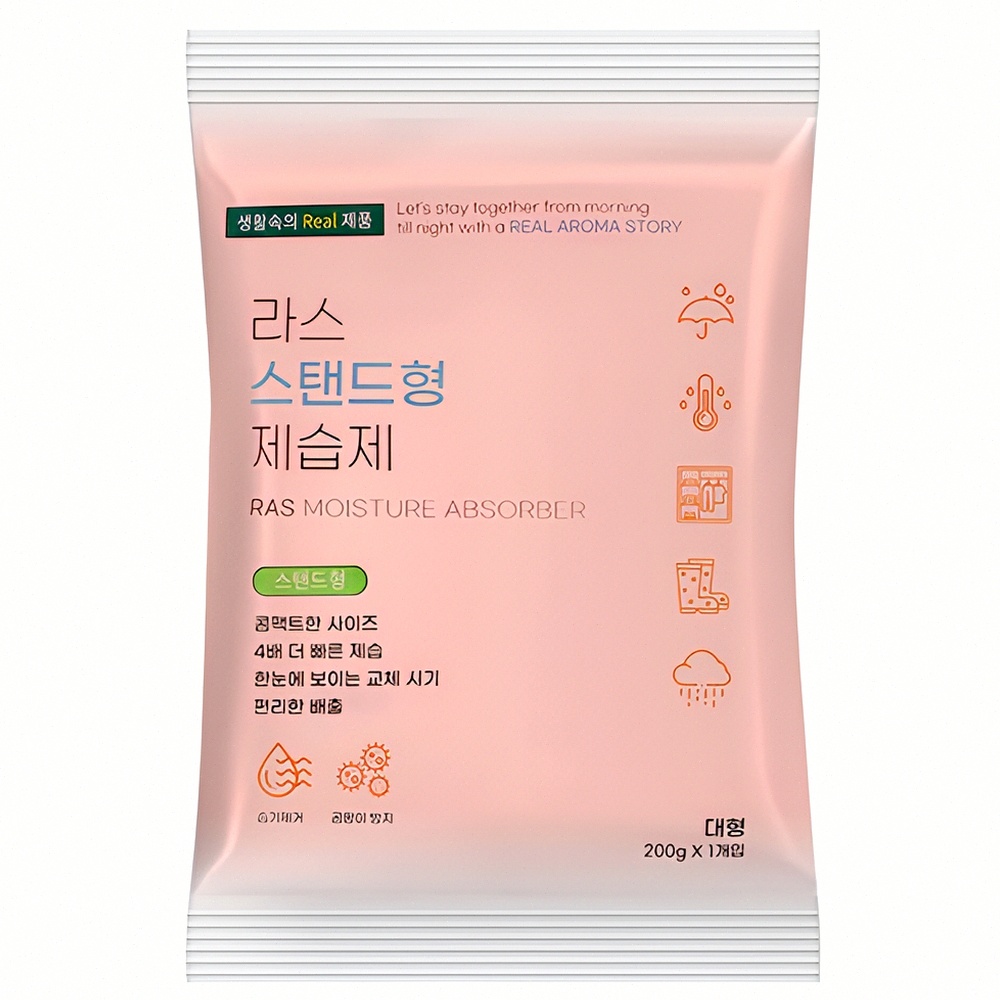 생활속의 Real 제품
Let's stay together from morning
till night with a REAL AROMA STORY
라스
스탠드형
제습제
RAS MOISTURE ABSORBER
스탠드형
콤팩트한 사이즈
4배 더 빠른 제습
한눈에 보이는 교체 시기
편리한 배출
습기제거
곰팡이 방지
대형
200g X 1개입